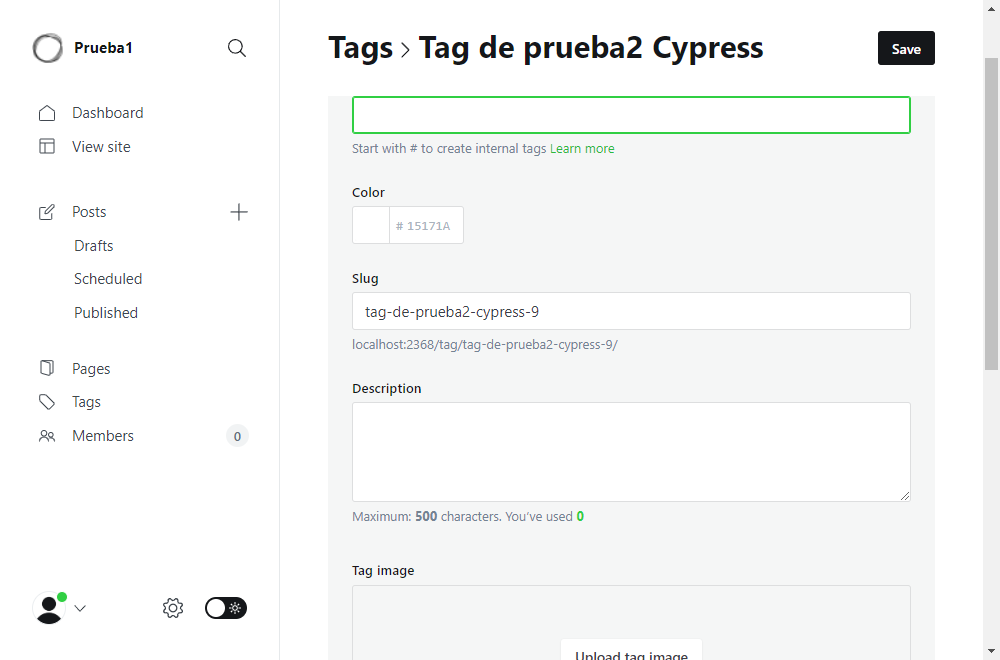 Prueba1
Dashboard
View site
Posts
Drafts
Scheduled
Published
Pages
Tags
Members
0
Tags > Tag de prueba2 Cypress
Save
Start with # to create internal tags Learn more
Color
# 15171A
Slug
tag-de-prueba2-cypress-9
localhost:2368/tag/tag-de-prueba2-cypress-9/
Description
Maximum: 500 characters. You’ve used 0
Tag image
Upload tag image